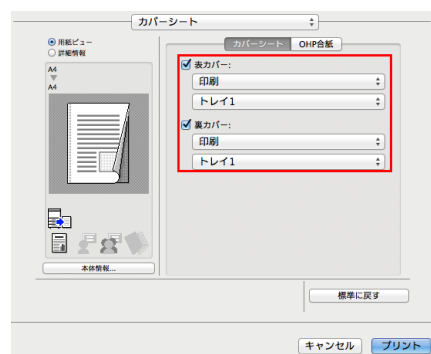 カバーシート
用紙ビュー
詳細情報
A4
A4
本体情報...
カバーシート OHP合紙
表カバー:
印刷
トレイ1
裏カバー:
印刷
トレイ1
標準に戻す
キャンセル プリント